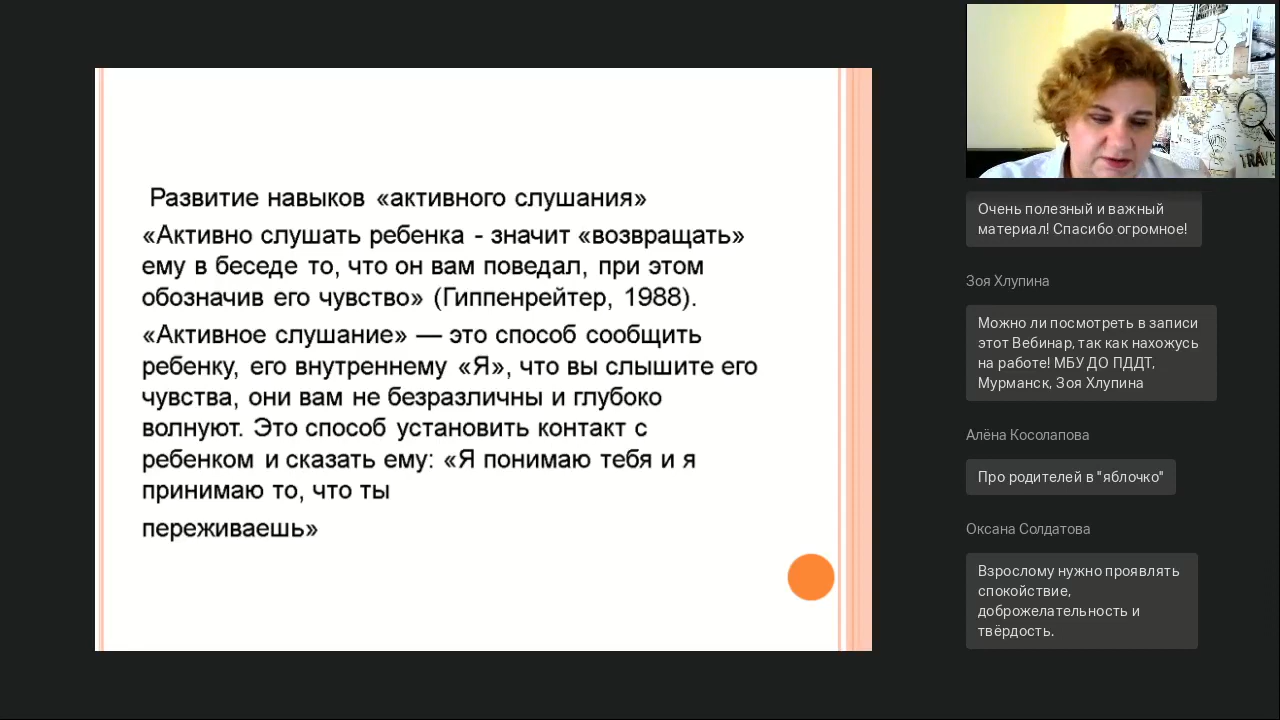 Развитие навыков «активного слушания»
«Активно слушать ребенка - значит «возвращать»
ему в беседе то, что он вам поведал, при этом
обозначив его чувство» (Гиппенрейтер, 1988).
«Активное слушание» — это способ сообщить
ребенку, его внутреннему «Я», что вы слышите его
чувства, они вам не безразличны и глубоко
волнуют. Это способ установить контакт с
ребенком и сказать ему: «Я понимаю тебя и я
принимаю то, что ты
переживаешь»
TRAV
Очень полезный и важный
материал! Спасибо огромное!
Зоя Хлупина
Можно ли посмотреть в записи
этот Вебинар, так как нахожусь
на работе! МБУ ДО ПДДТ,
Мурманск, Зоя Хлупина
Алёна Косолапова
Про родителей в "яблочко"
Оксана Солдатова
Взрослому нужно проявлять
спокойствие,
доброжелательность и
твёрдость.